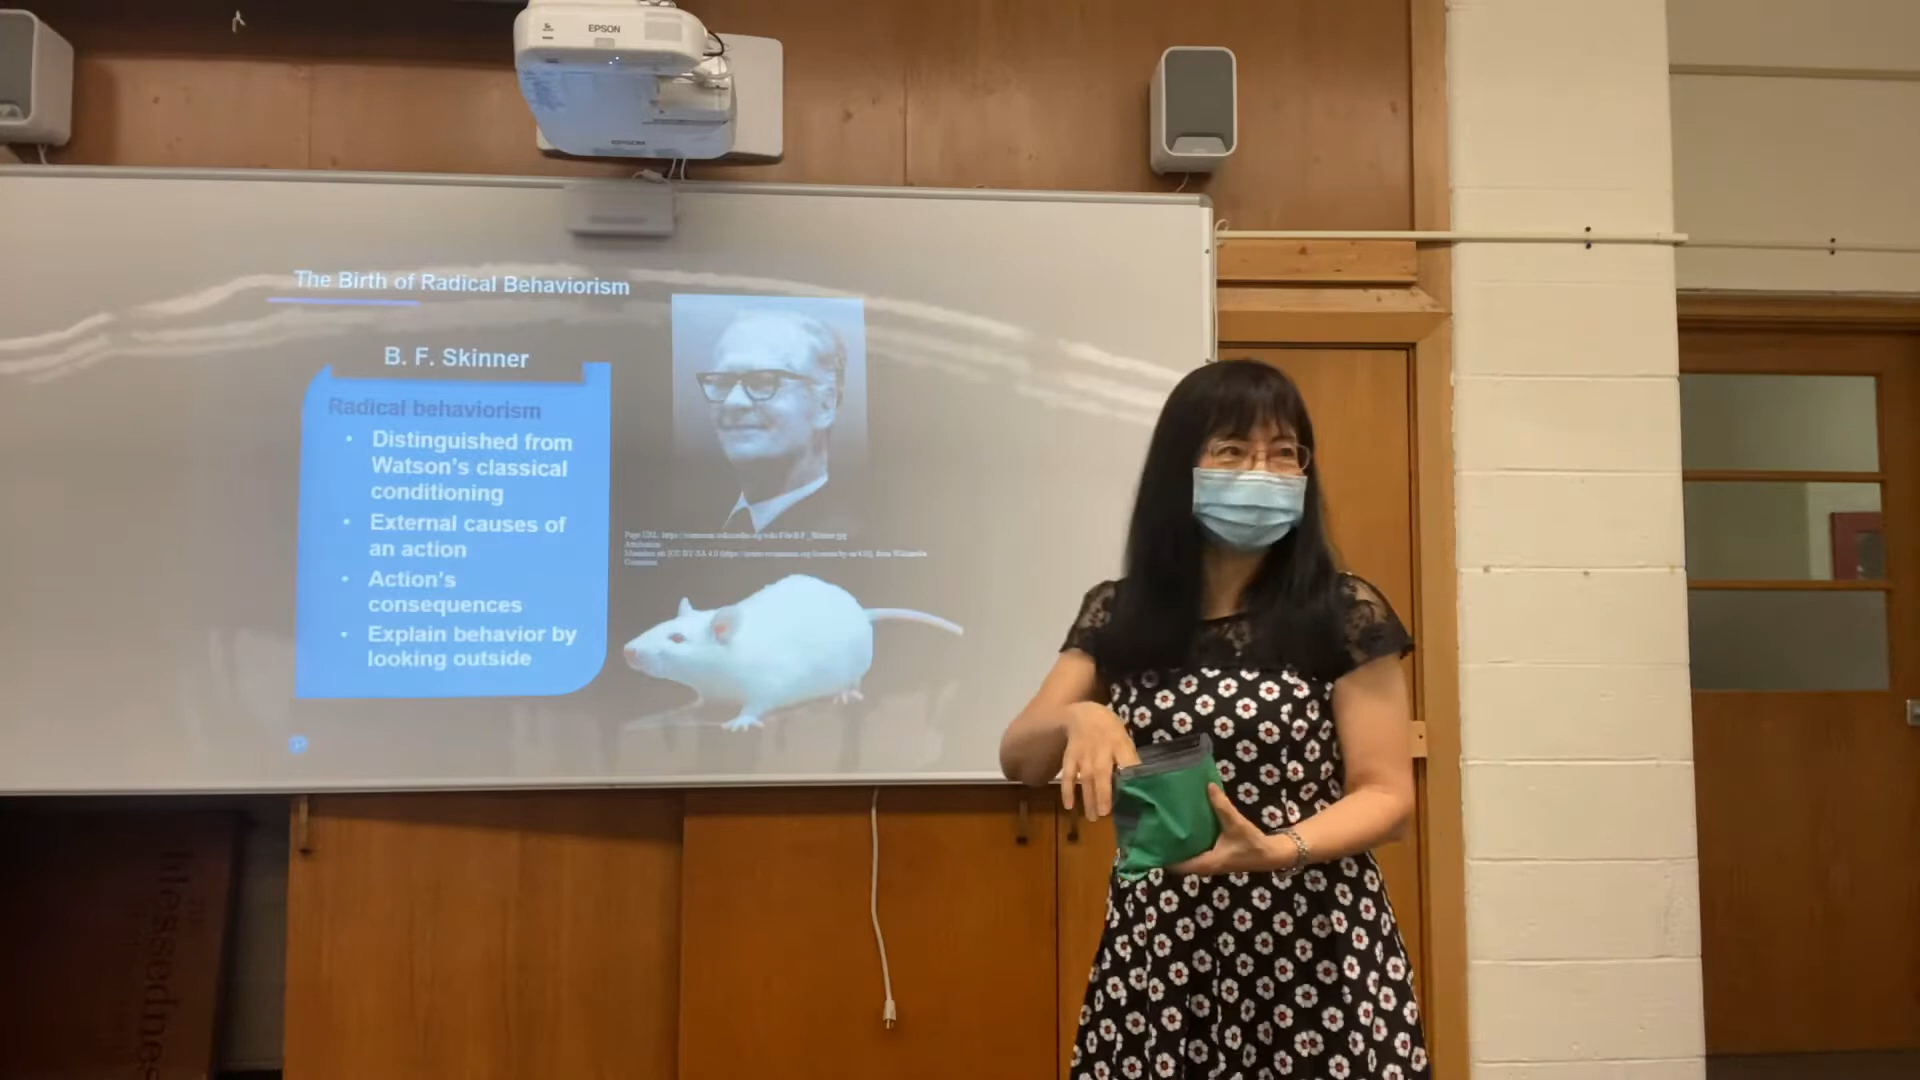 EPSON
EPSON
The Birth of Radical Behaviorism
B. F. Skinner
Radical behaviorism
• Distinguished from
Watson's classical
conditioning
• External causes of
an action
• Action's
consequences
• Explain behavior by
looking outside